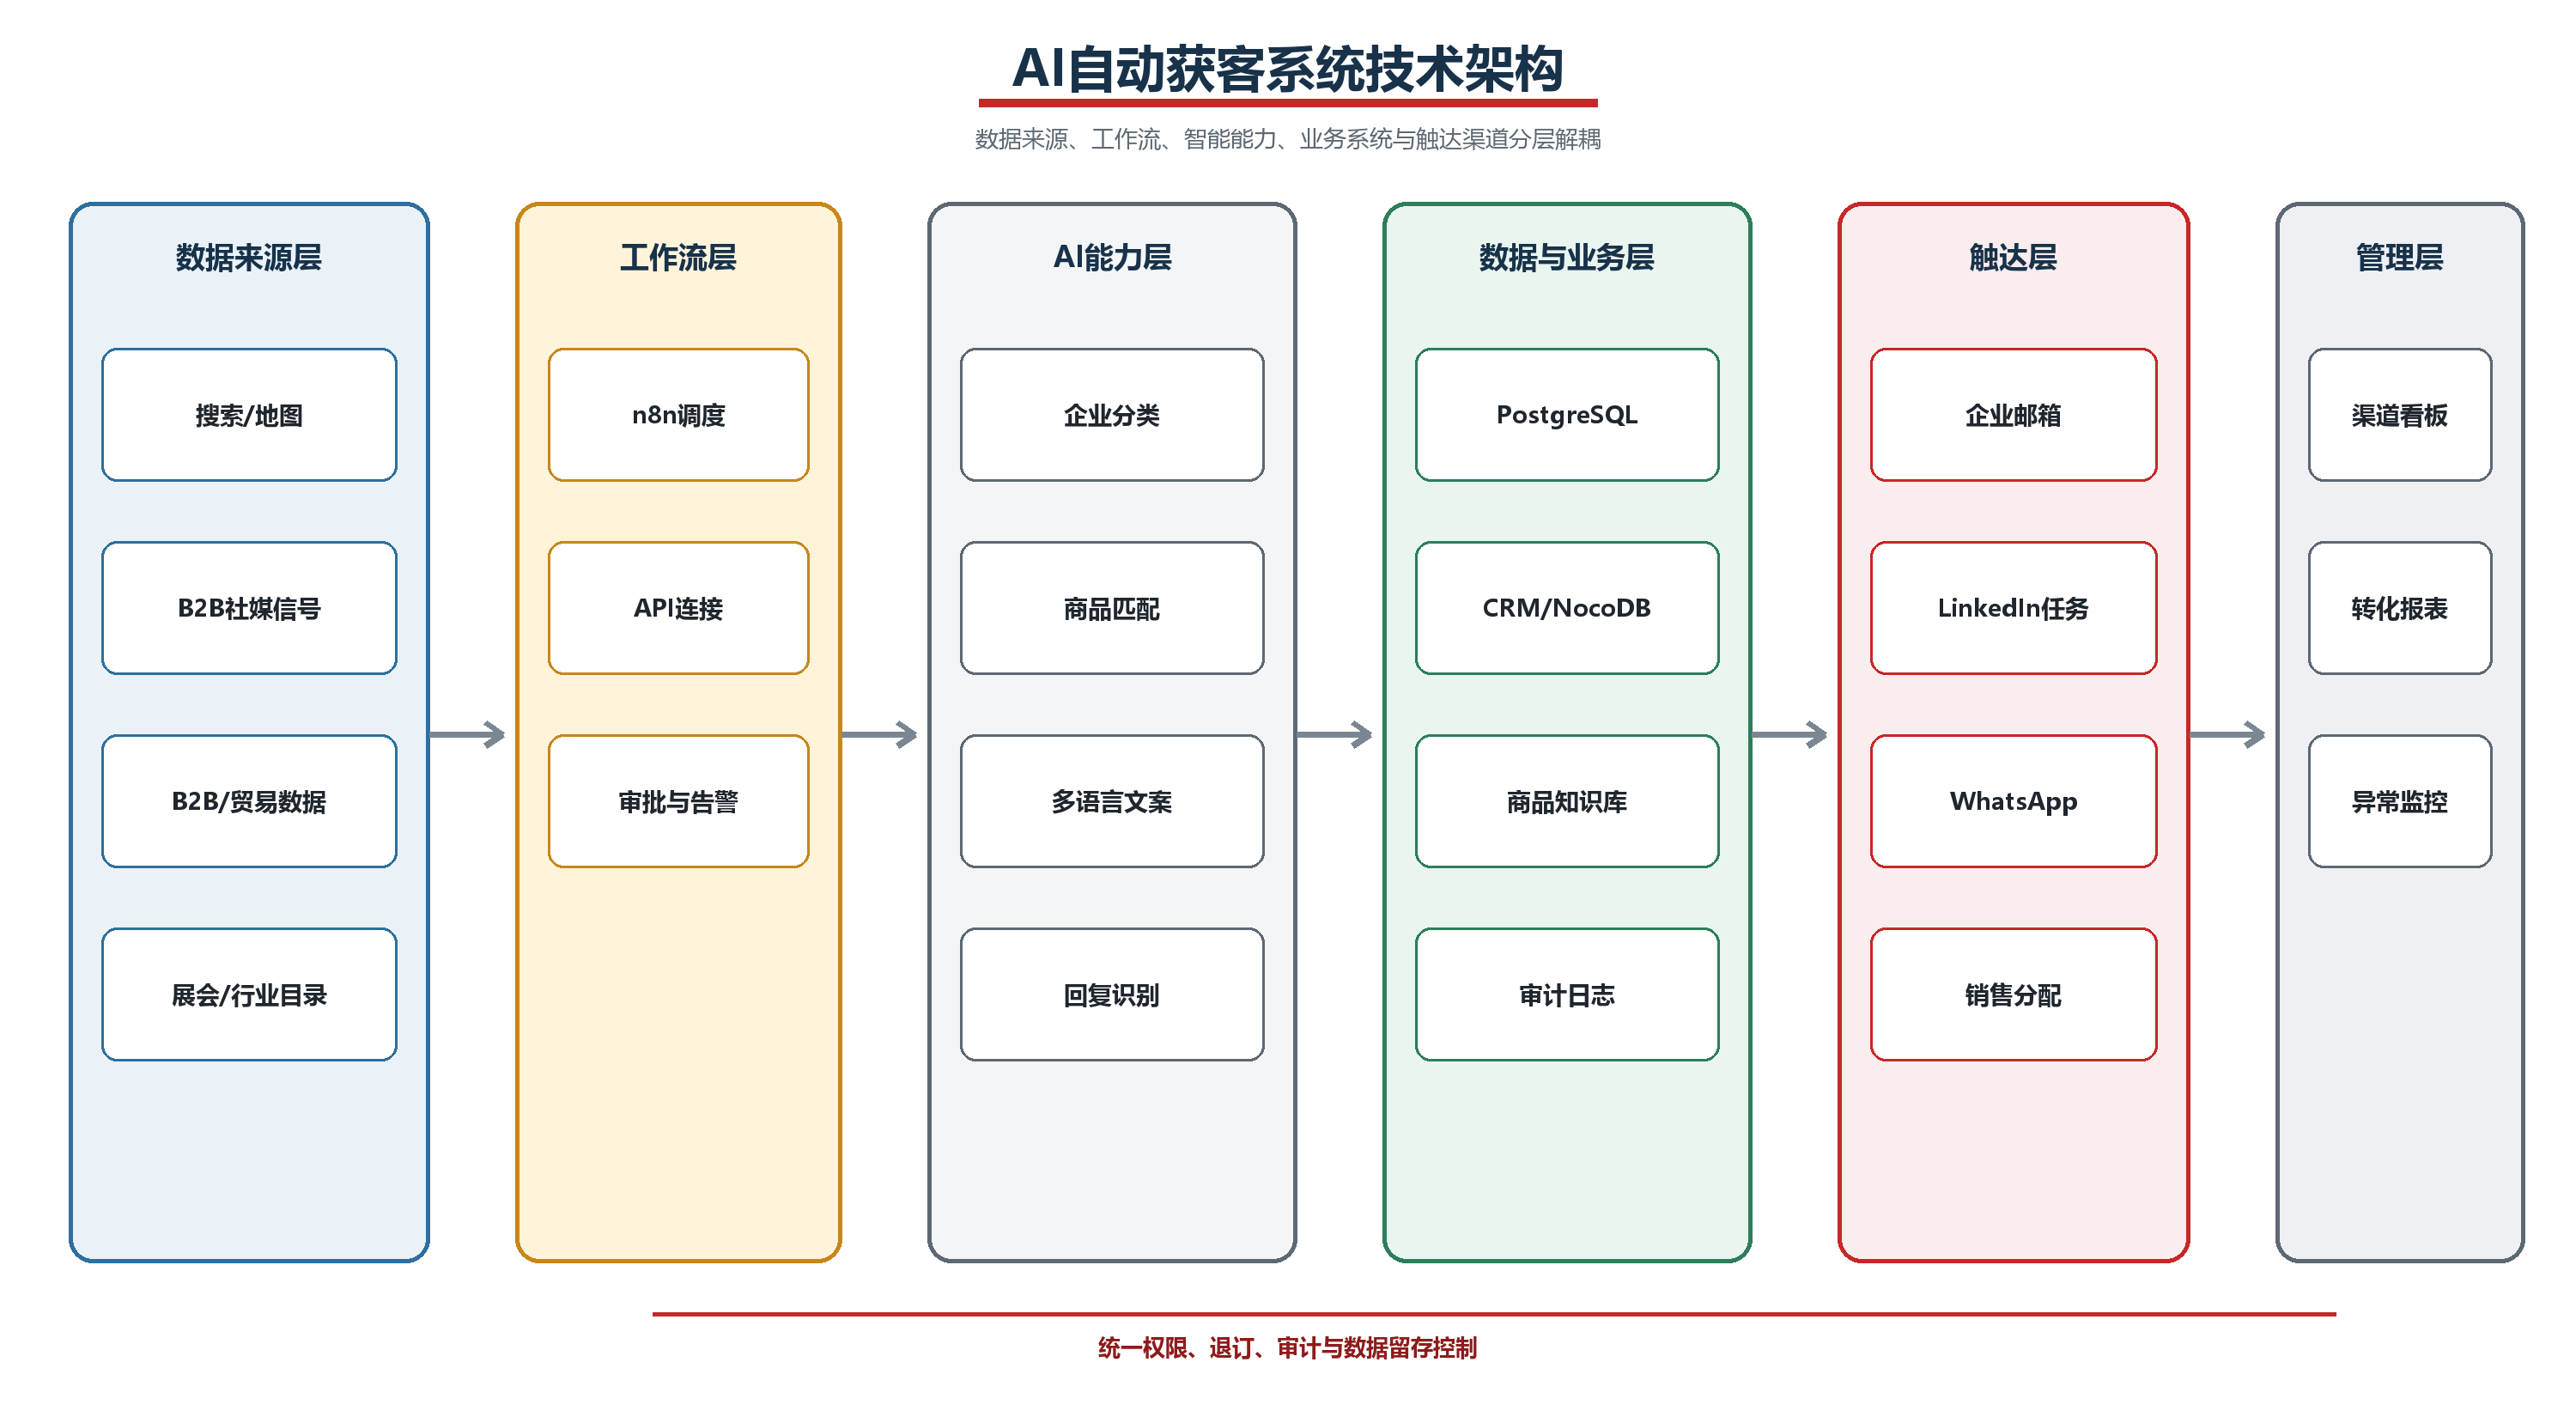 AI自动获客系统技术架构
数据来源、工作流、智能能力、业务系统与触达渠道分层解耦
数据来源层
搜索/地图
B2B社媒信号
B2B/贸易数据
展会/行业目录
工作流层
n8n调度
API连接
审批与告警
AI能力层
企业分类
商品匹配
多语言文案
回复识别
数据与业务层
PostgreSQL
CRM/NocoDB
商品知识库
审计日志
触达层
企业邮箱
LinkedIn任务
WhatsApp
销售分配
管理层
渠道看板
转化报表
异常监控
统一权限、退订、审计与数据留存控制